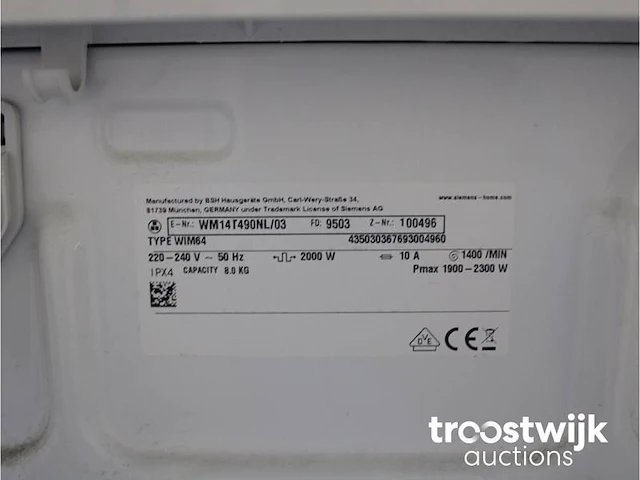 Manufactured by BSH Hausgeräte GmbH, Carl-Wery-Straße 34,
81739 München, GERMANY under Trademark License of Siemens AG
www.siemens-home.com
E-Nr.: WM14T490NL/03 FD: 9503 Z-Nr.: 100496
TYPE WIM64 435030367693004960
220-240 V ~ 50 Hz 2000 W 10 A 1400 /MIN
IPX4 CAPACITY 8.0 KG Pmax 1900-2300 W
DVE CE
troostwijk
auctions